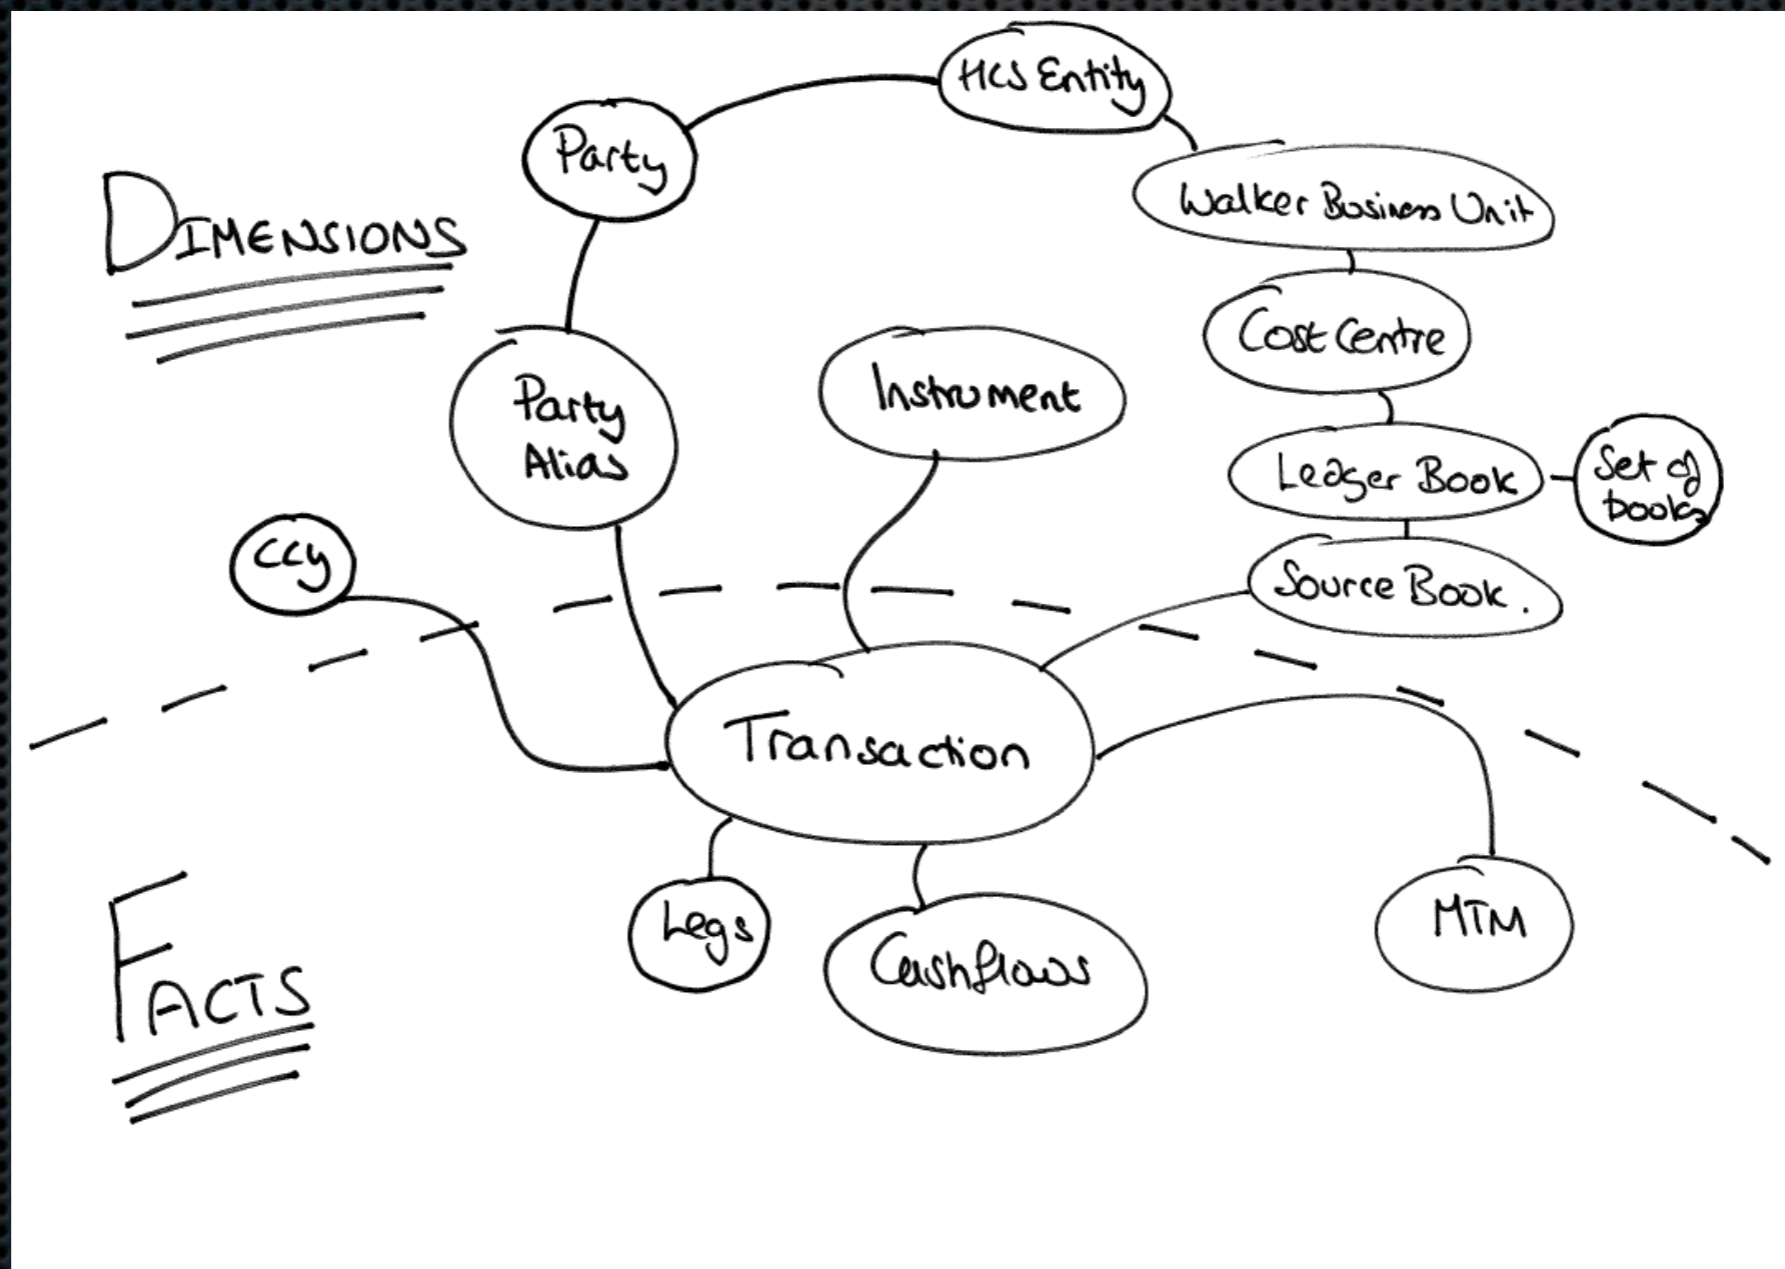 HCS Entity
Party
Walker Business Unit
DIMENSIONS
Cost Centre
Instrument
Party
Alias
Ledger Book
Set of
books
Ccy
Source Book.
Transaction
Legs
Cashflows
MTM
FACTS